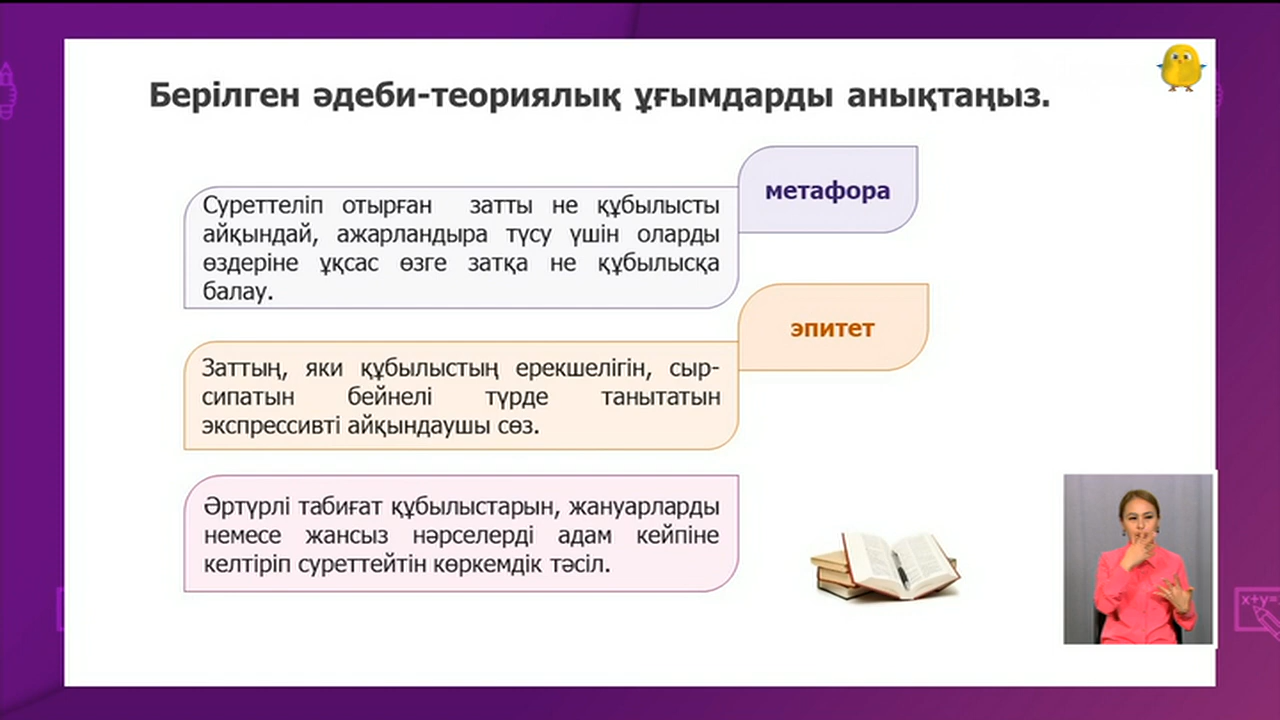 Берілген әдеби-теориялық ұғымдарды анықтаңыз.
метафора
Суреттеліп отырған затты не құбылысты
айқындай, ажарландыра түсу үшін оларды
өздеріне ұқсас өзге затқа не құбылысқа
балау.
эпитет
Заттың, яки құбылыстың ерекшелігін, сыр-
сипатын бейнелі түрде танытатын
экспрессивті айқындаушы сөз.
Әртүрлі табиғат құбылыстарын, жануарларды
немесе жансыз нәрселерді адам кейпіне
келтіріп суреттейтін көркемдік тәсіл.
x+y=